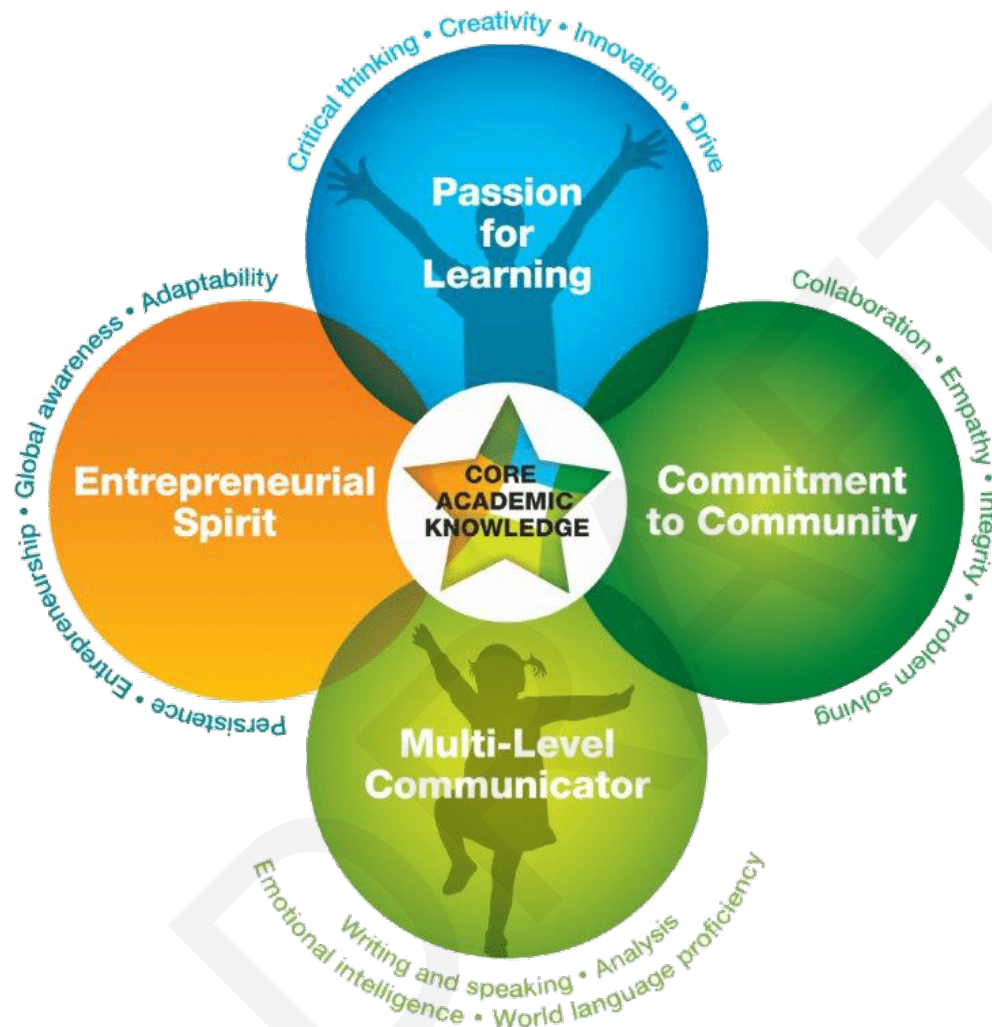 Critical thinking • Creativity • Innovation • Drive
Passion
for
Learning
Persistence • Entrepreneurship • Global awareness • Adaptability
Entrepreneurial
Spirit
CORE
ACADEMIC
KNOWLEDGE
Commitment
to Community
Collaboration • Empathy • Integrity • Problem solving
Multi-Level
Communicator
Writing and speaking • Analysis
Emotional intelligence • World language proficiency
DRAFT